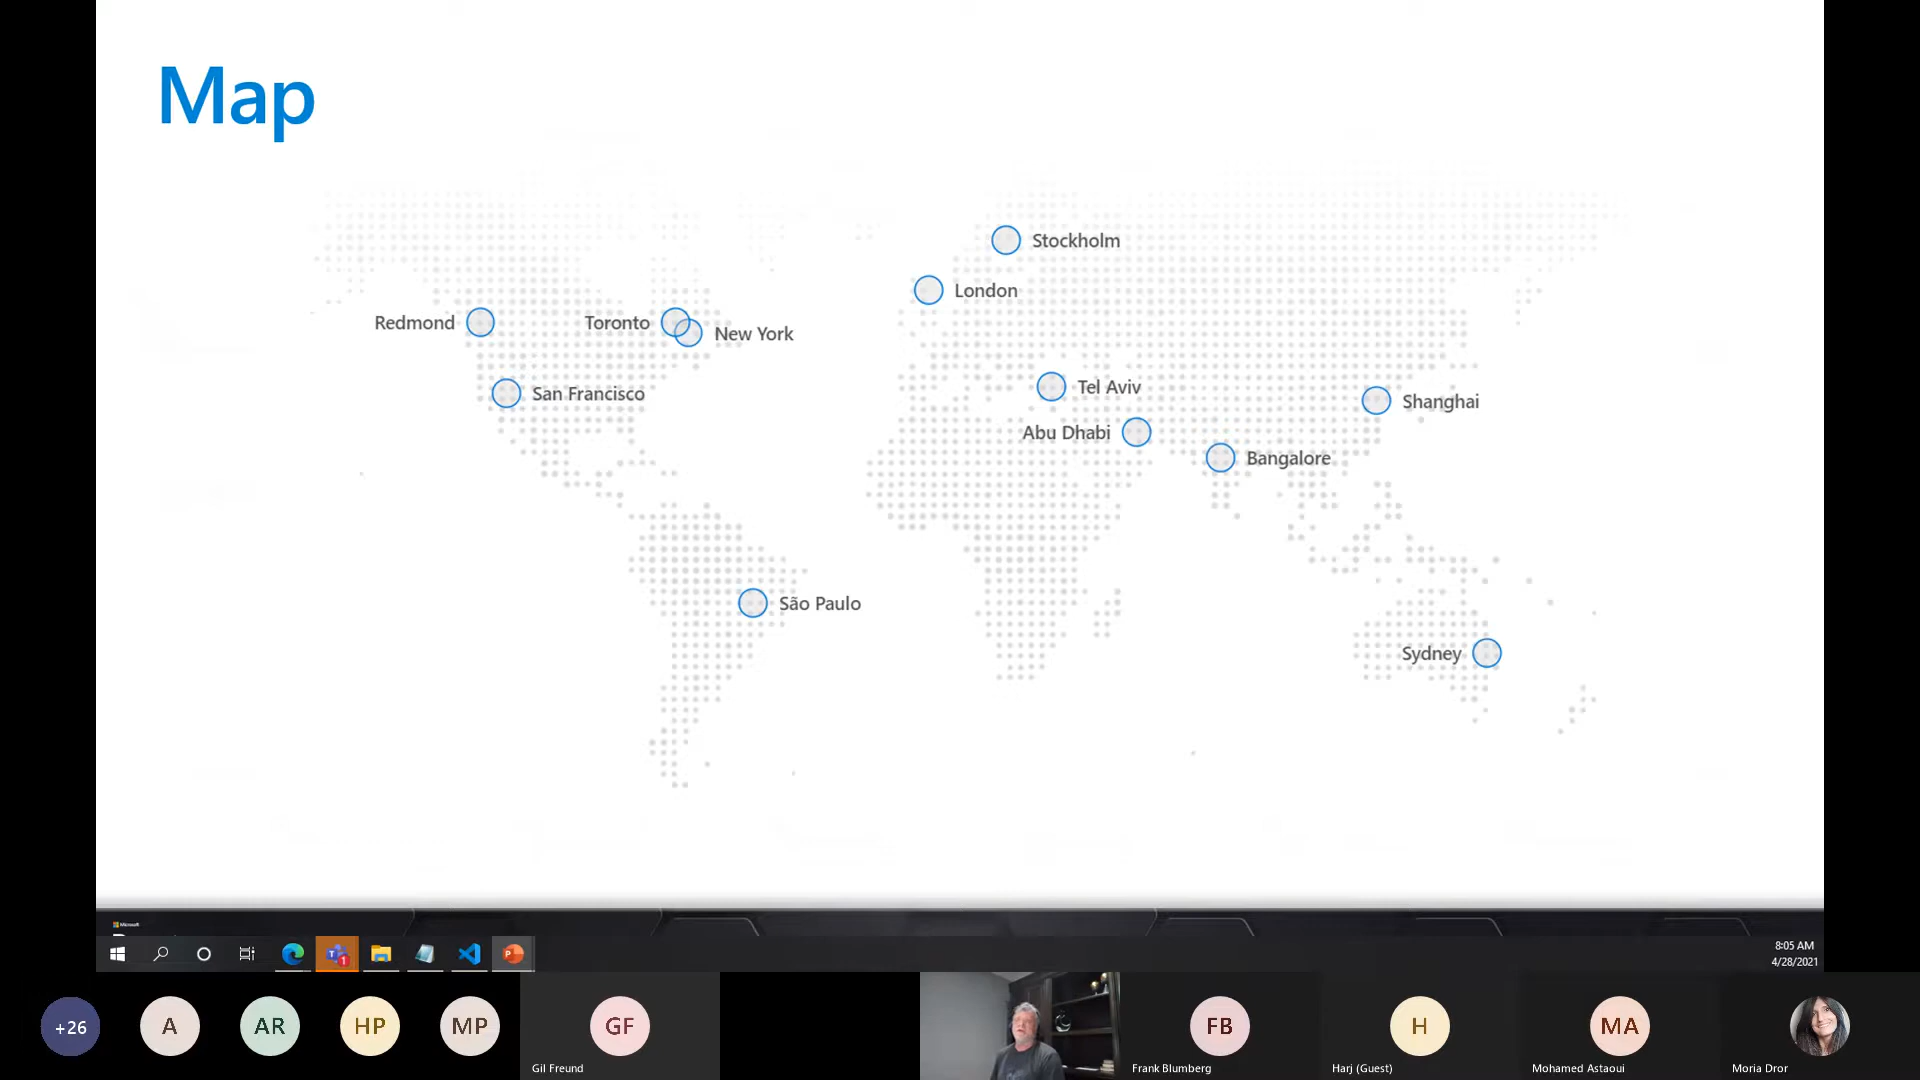 Map
Stockholm
London
Redmond
Toronto
New York
San Francisco
Tel Aviv
Shanghai
Abu Dhabi
Bangalore
São Paulo
Sydney
Microsoft
1
8:05 AM
4/28/2021
+26
A
AR
HP
MP
GF
FB
H
MA
Gil Freund
Frank Blumberg
Harj (Guest)
Mohamed Astaoui
Moria Dror